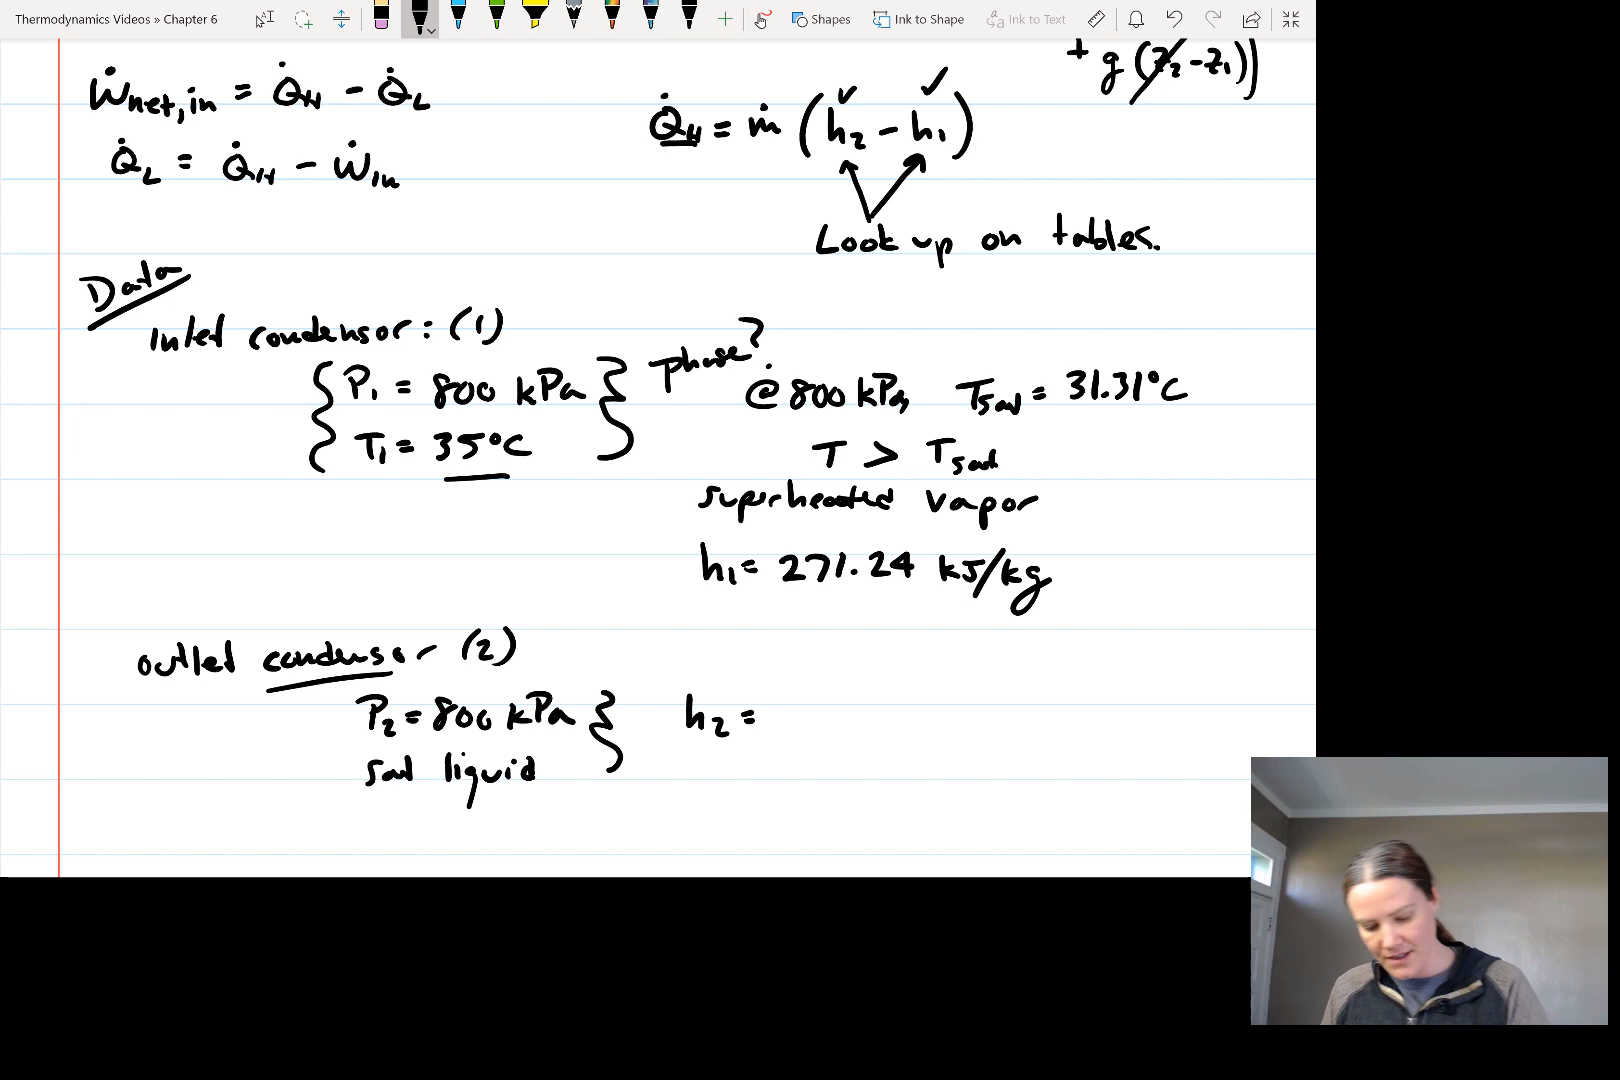 Thermodynamics Videos » Chapter 6
Shapes
Ink to Shape
Ink to Text
+ g (z₂ - z₁))
Ẇnet,in = Q̇H - Q̇L
Q̇H = ṁ (h₂ - h₁)
Q̇L = Q̇H - Ẇin
Look up on tables.
Data
Inlet condensor: (1)
P₁ = 800 kPa
T₁ = 35°C
phase?
@ 800 kPa, Tsat = 31.31°C
T > Tsat
superheated vapor
h₁ = 271.24 kJ/kg
outlet condensor (2)
P₂ = 800 kPa
sat liquid
h₂ =